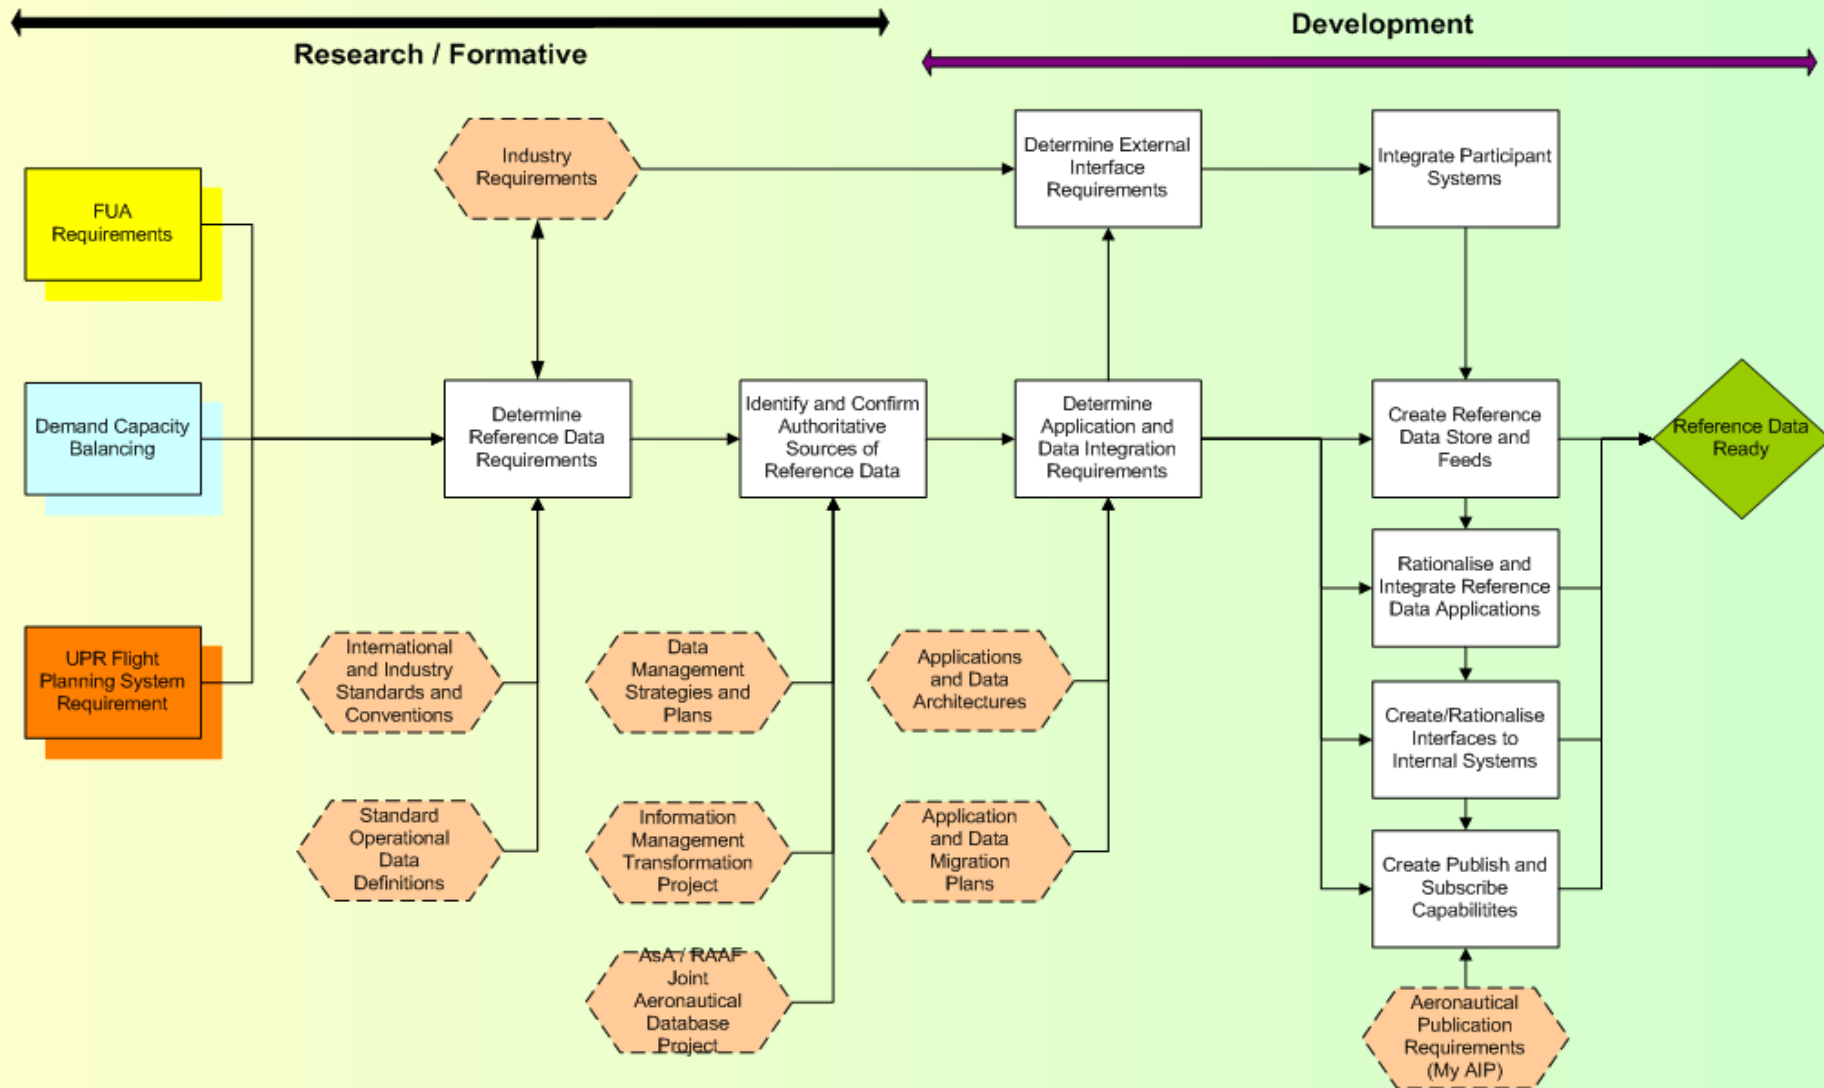 Research / Formative
Development
Industry
Requirements
Determine External
Interface
Requirements
Integrate Participant
Systems
FUA
Requirements
Demand Capacity
Balancing
Determine
Reference Data
Requirements
Identify and Confirm
Authoritative
Sources of
Reference Data
Determine
Application and
Data Integration
Requirements
Create Reference
Data Store and
Feeds
Reference Data
Ready
Rationalise and
Integrate Reference
Data Applications
UPR Flight
Planning System
Requirement
International
and Industry
Standards and
Conventions
Data
Management
Strategies and
Plans
Applications
and Data
Architectures
Create/Rationalise
Interfaces to
Internal Systems
Standard
Operational
Data
Definitions
Information
Management
Transformation
Project
Application
and Data
Migration
Plans
Create Publish and
Subscribe
Capabilitites
AsA / RAAF
Joint
Aeronautical
Database
Project
Aeronautical
Publication
Requirements
(My AIP)